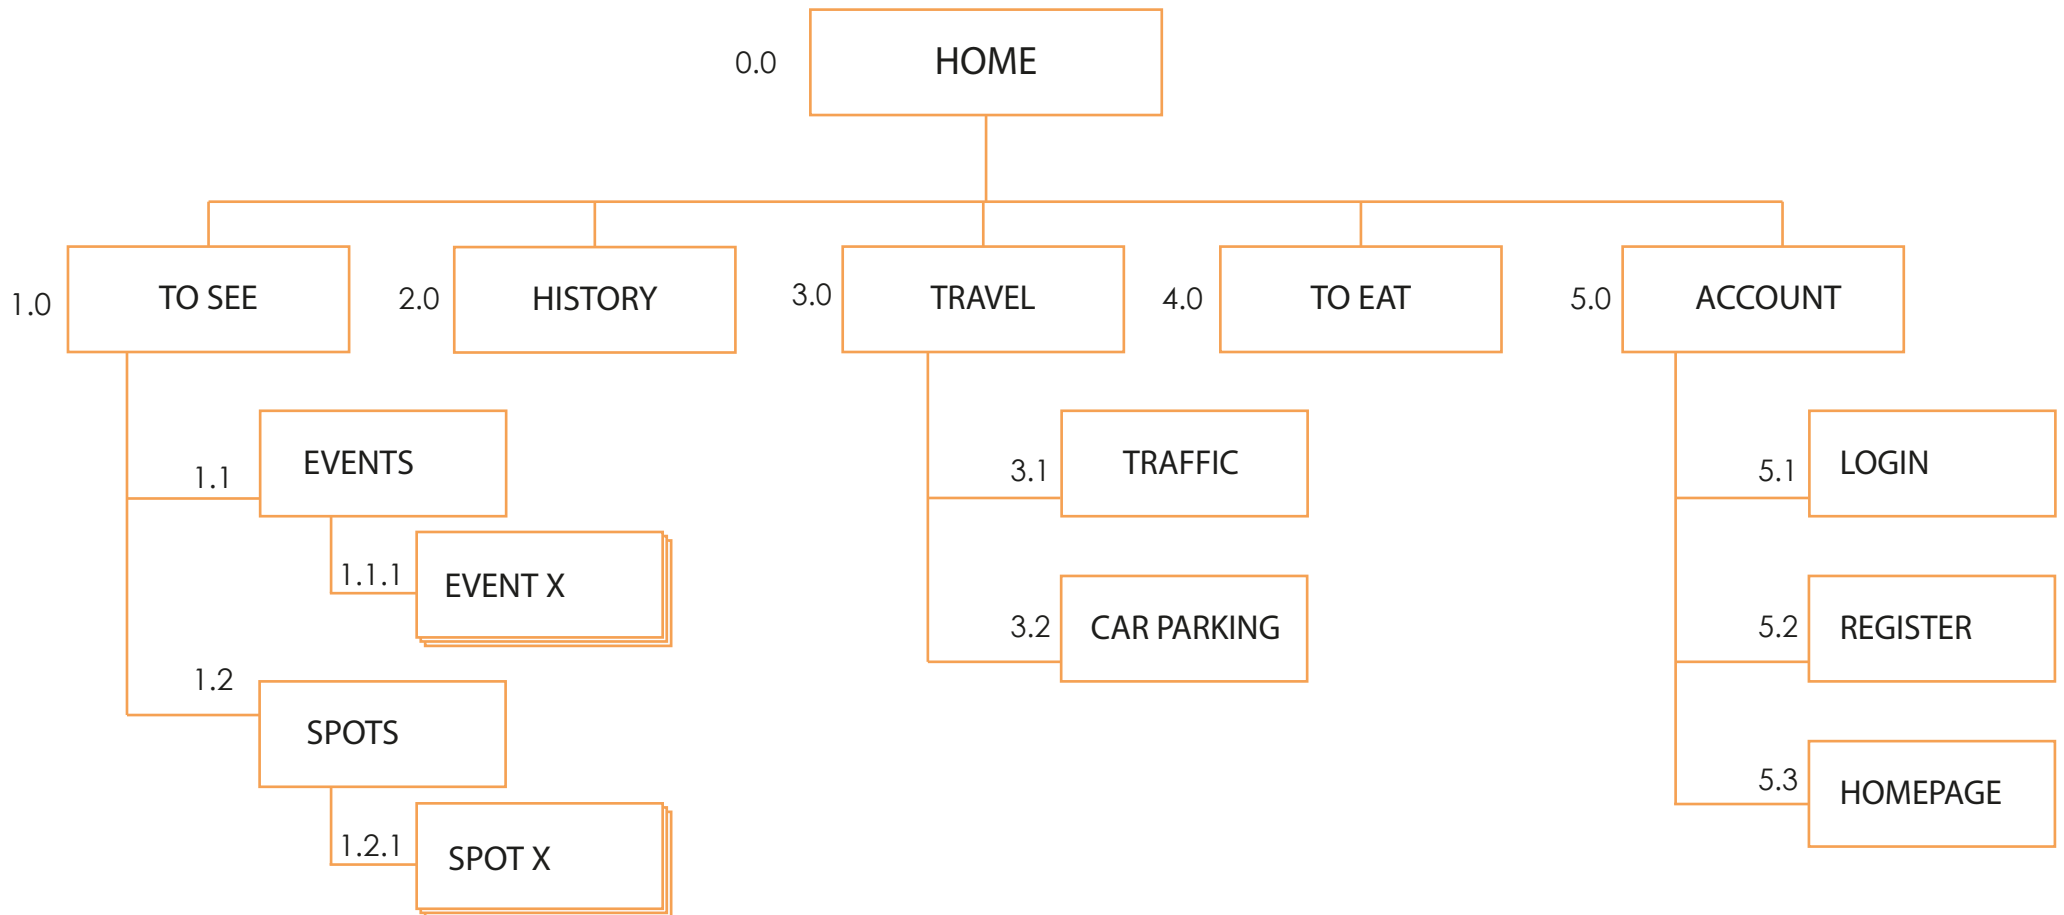 0.0
HOME
1.0
TO SEE
2.0
HISTORY
3.0
TRAVEL
4.0
TO EAT
5.0
ACCOUNT
1.1
EVENTS
1.1.1
EVENT X
1.2
SPOTS
1.2.1
SPOT X
3.1
TRAFFIC
3.2
CAR PARKING
5.1
LOGIN
5.2
REGISTER
5.3
HOMEPAGE